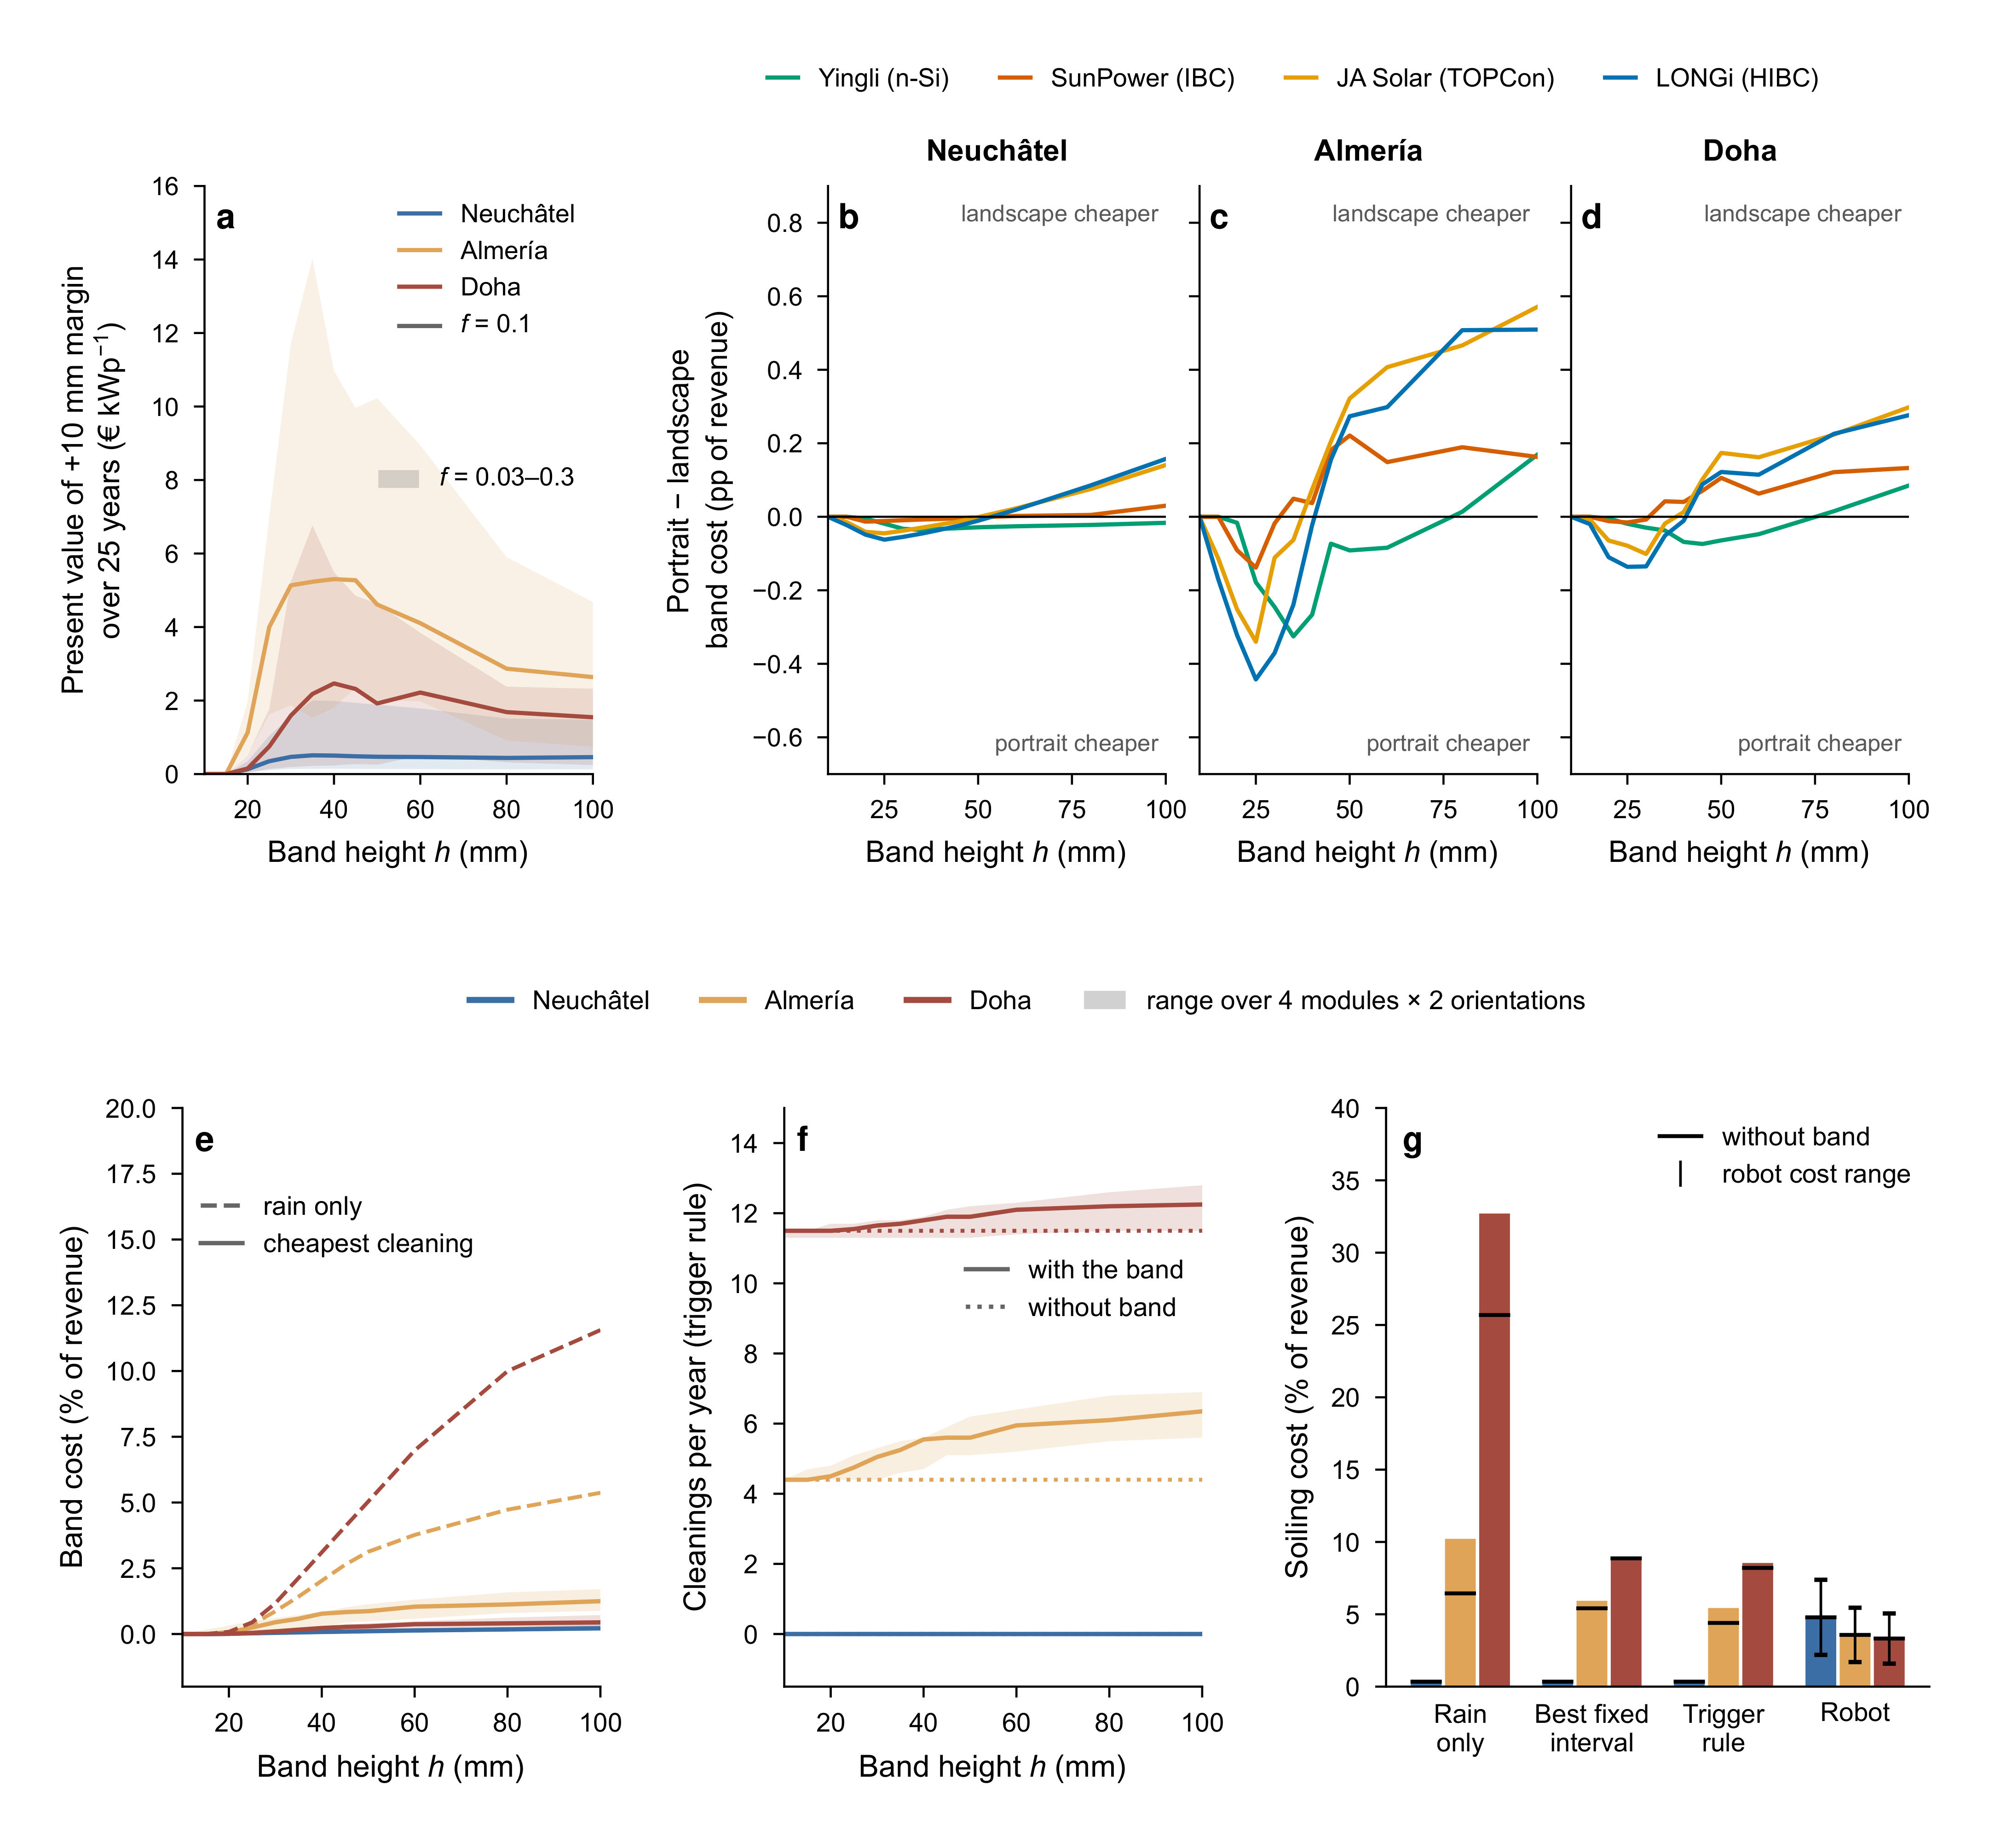 Yingli (n-Si)
SunPower (IBC)
JA Solar (TOPCon)
LONGi (HIBC)
a
Present value of +10 mm margin
over 25 years (€ kWp⁻¹)
16
14
12
10
8
6
4
2
0
Neuchâtel
Almería
Doha
f = 0.1
f = 0.03–0.3
20
40
60
80
100
Band height h (mm)
Neuchâtel
b
Portrait − landscape
band cost (pp of revenue)
0.8
0.6
0.4
0.2
0.0
−0.2
−0.4
−0.6
landscape cheaper
portrait cheaper
25
50
75
100
Band height h (mm)
Almería
c
landscape cheaper
portrait cheaper
25
50
75
100
Band height h (mm)
Doha
d
landscape cheaper
portrait cheaper
25
50
75
100
Band height h (mm)
Neuchâtel
Almería
Doha
range over 4 modules × 2 orientations
e
Band cost (% of revenue)
20.0
17.5
15.0
12.5
10.0
7.5
5.0
2.5
0.0
rain only
cheapest cleaning
20
40
60
80
100
Band height h (mm)
f
Cleanings per year (trigger rule)
14
12
10
8
6
4
2
0
with the band
without band
20
40
60
80
100
Band height h (mm)
g
Soiling cost (% of revenue)
40
35
30
25
20
15
10
5
0
without band
robot cost range
Rain
only
Best fixed
interval
Trigger
rule
Robot